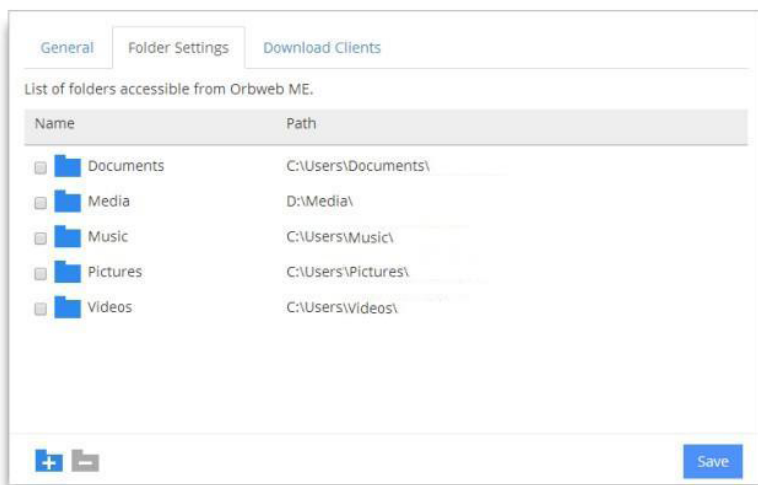 General Folder Settings Download Clients
List of folders accessible from Orbweb ME.
Name Path
Documents C:\Users\Documents\
Media D:\Media\
Music C:\Users\Music\
Pictures C:\Users\Pictures\
Videos C:\Users\Videos\
Save